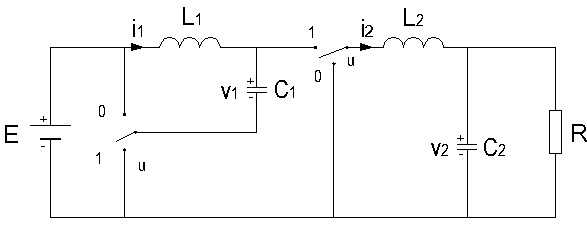 i1 L1 1 i2 L2
0 u
v1 + - C1
0
E + -
1 u
v2 + - C2 R